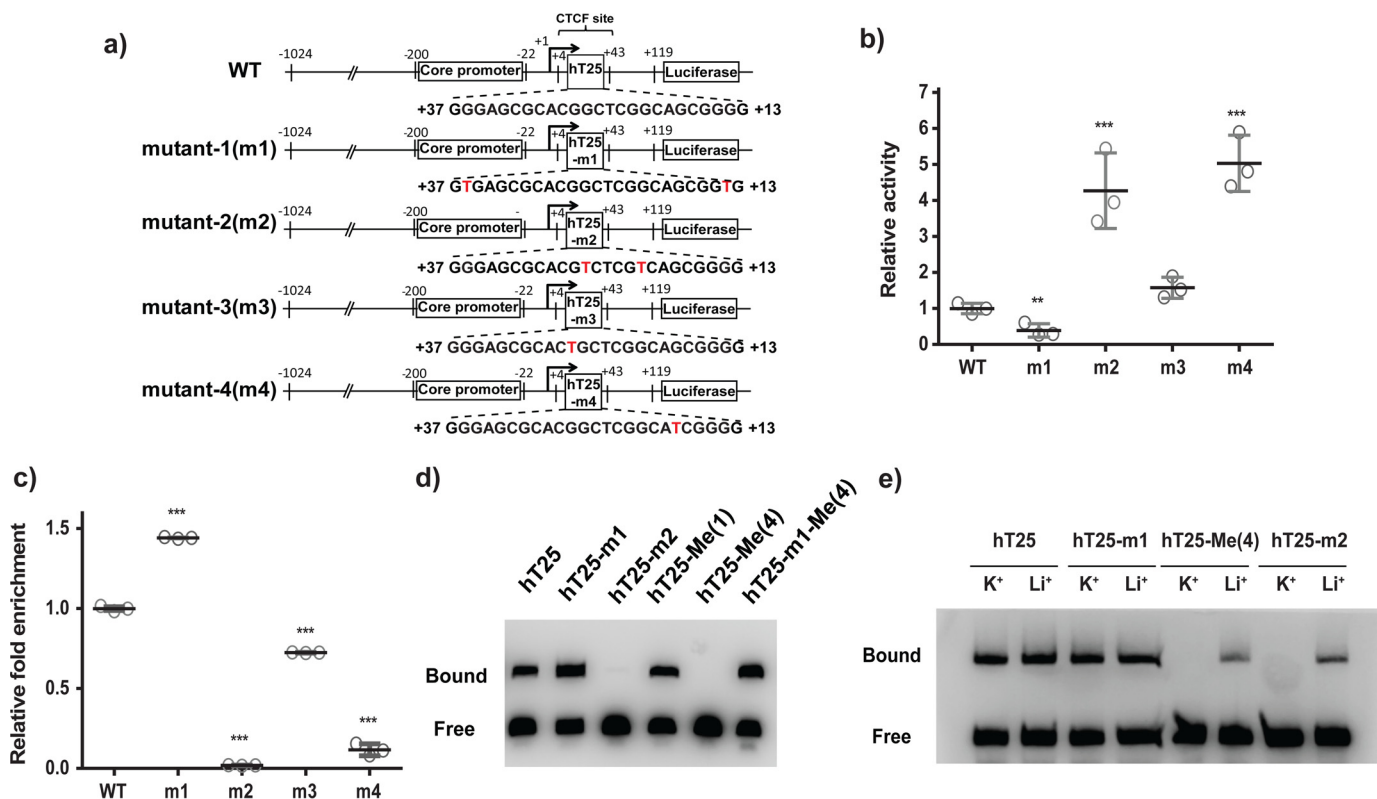 a)
CTCF site
WT
-1024
-200
-22
+1
+4
+43
+119
Core promoter
hT25
Luciferase
+37 GGGAGCGCACGGCTCGGCAGCGGGG +13
mutant-1(m1)
-1024
-200
-22
+4
+43
+119
Core promoter
hT25
-m1
Luciferase
+37 GTGAGCGCACGGCTCGGCAGCGGTG +13
mutant-2(m2)
-1024
-200
-
+4
+43
+119
Core promoter
hT25
-m2
Luciferase
+37 GGGAGCGCACGTCTCGTCAGCGGGG +13
mutant-3(m3)
-1024
-200
-22
+4
+43
+119
Core promoter
hT25
-m3
Luciferase
+37 GGGAGCGCACTGCTCGGCAGCGGGG +13
mutant-4(m4)
-1024
-200
-22
+4
+43
+119
Core promoter
hT25
-m4
Luciferase
+37 GGGAGCGCACGGCTCGGCATCGGGG +13
b)
Relative activity
7
6
5
4
3
2
1
0
**
***
***
WT m1 m2 m3 m4
c)
Relative fold enrichment
1.5
1.0
0.5
0.0
***
***
***
***
WT m1 m2 m3 m4
d)
hT25
hT25-m1
hT25-m2
hT25-Me(1)
hT25-Me(4)
hT25-m1-Me(4)
Bound
Free
e)
hT25 hT25-m1 hT25-Me(4) hT25-m2
K⁺ Li⁺ K⁺ Li⁺ K⁺ Li⁺ K⁺ Li⁺
Bound
Free